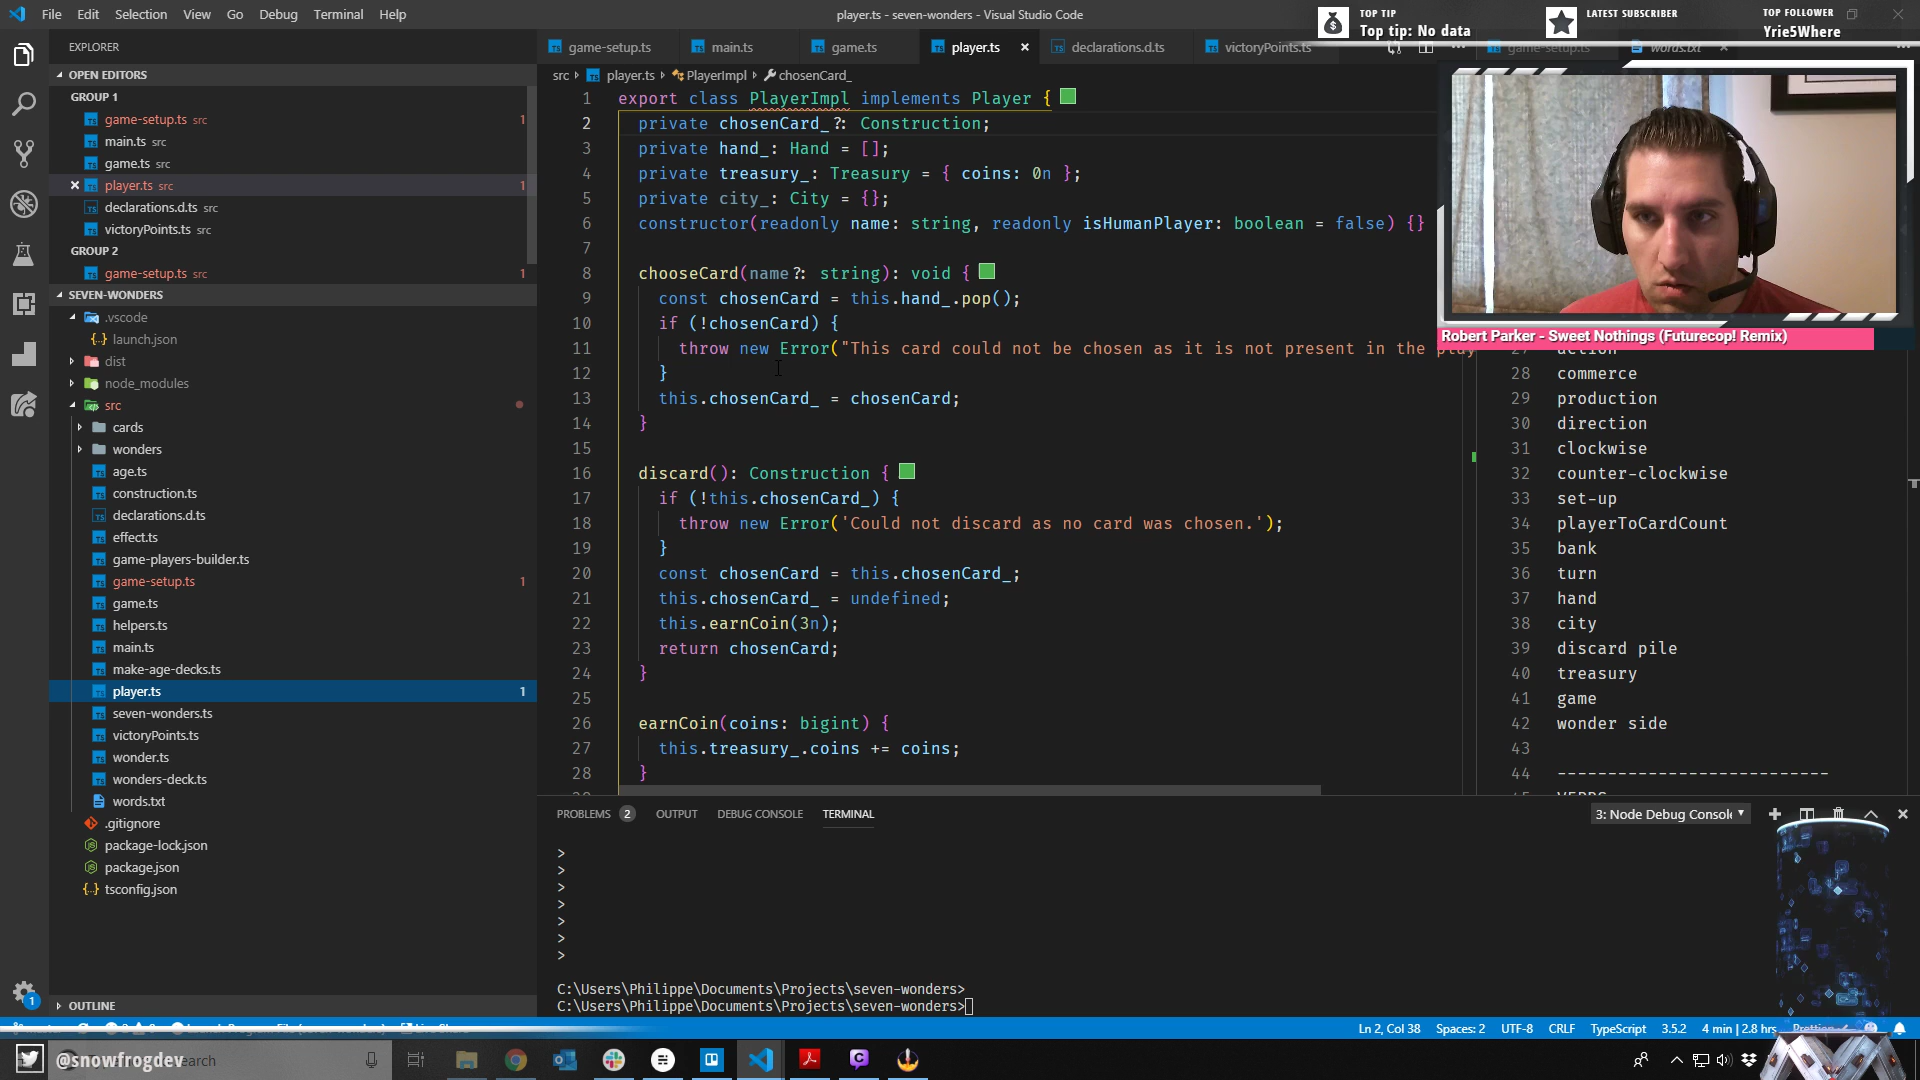 File Edit Selection View Go Debug Terminal Help
player.ts - seven-wonders - Visual Studio Code
TOP TIP
Top tip: No data
LATEST SUBSCRIBER
TOP FOLLOWER
Yrie5Where
EXPLORER
OPEN EDITORS
GROUP 1
game-setup.ts src 1
main.ts src
game.ts src
player.ts src 1
declarations.d.ts src
victoryPoints.ts src
GROUP 2
game-setup.ts src 1
SEVEN-WONDERS
.vscode
launch.json
dist
node_modules
src
cards
wonders
age.ts
construction.ts
declarations.d.ts
effect.ts
game-players-builder.ts
game-setup.ts 1
game.ts
helpers.ts
main.ts
make-age-decks.ts
player.ts 1
seven-wonders.ts
victoryPoints.ts
wonder.ts
wonders-deck.ts
words.txt
.gitignore
package-lock.json
package.json
tsconfig.json
OUTLINE
game-setup.ts main.ts game.ts player.ts declarations.d.ts victoryPoints.ts
game-setup.ts words.txt
src player.ts PlayerImpl chosenCard_
1 export class PlayerImpl implements Player {
2 private chosenCard_?: Construction;
3 private hand_: Hand = [];
4 private treasury_: Treasury = { coins: 0n };
5 private city_: City = {};
6 constructor(readonly name: string, readonly isHumanPlayer: boolean = false) {}
7
8 chooseCard(name?: string): void {
9 const chosenCard = this.hand_.pop();
10 if (!chosenCard) {
11 throw new Error("This card could not be chosen as it is not present in the play
12 }
13 this.chosenCard_ = chosenCard;
14 }
15
16 discard(): Construction {
17 if (!this.chosenCard_) {
18 throw new Error('Could not discard as no card was chosen.');
19 }
20 const chosenCard = this.chosenCard_;
21 this.chosenCard_ = undefined;
22 this.earnCoin(3n);
23 return chosenCard;
24 }
25
26 earnCoin(coins: bigint) {
27 this.treasury_.coins += coins;
28 }
Robert Parker - Sweet Nothings (Futurecop! Remix)
27 action
28 commerce
29 production
30 direction
31 clockwise
32 counter-clockwise
33 set-up
34 playerToCardCount
35 bank
36 turn
37 hand
38 city
39 discard pile
40 treasury
41 game
42 wonder side
43
44 ---------------------------
PROBLEMS 2 OUTPUT DEBUG CONSOLE TERMINAL
3: Node Debug Console
>
>
>
>
>
>
>
C:\Users\Philippe\Documents\Projects\seven-wonders>
C:\Users\Philippe\Documents\Projects\seven-wonders>
1
Ln 2, Col 38 Spaces: 2 UTF-8 CRLF TypeScript 3.5.2 4 min | 2.8 hrs
@snowfrogdev